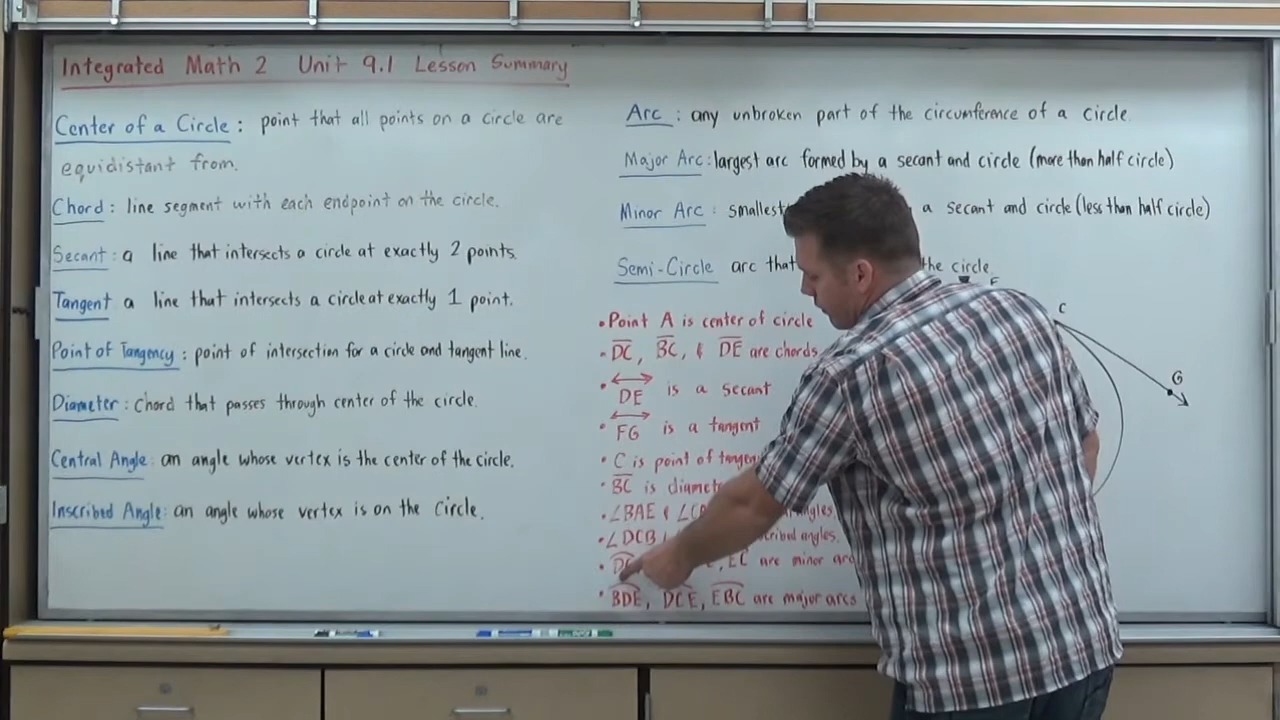 Integrated Math 2 Unit 9.1 Lesson Summary
Center of a Circle: point that all points on a circle are
equidistant from.
Chord: line segment with each endpoint on the circle.
Secant: a line that intersects a circle at exactly 2 points.
Tangent a line that intersects a circle at exactly 1 point.
Point of Tangency: point of intersection for a circle and tangent line.
Diameter: Chord that passes through center of the circle.
Central Angle: an angle whose vertex is the center of the circle.
Inscribed Angle: an angle whose vertex is on the Circle.
Arc: any unbroken part of the circumference of a circle
Major Arc: largest arc formed by a secant and circle (more than half circle)
Minor Arc: smallest a secant and circle (less than half circle)
Semi-Circle arc that the circle.
• Point A is center of circle
• DC, BC, & DE are chords
• DE is a secant
• FG is a tangent
• C is point of
• BC is
• ∠BAE &
• ∠DCB angles.
EC are minor
• BDE, DCE, EBC are major arcs
C
G